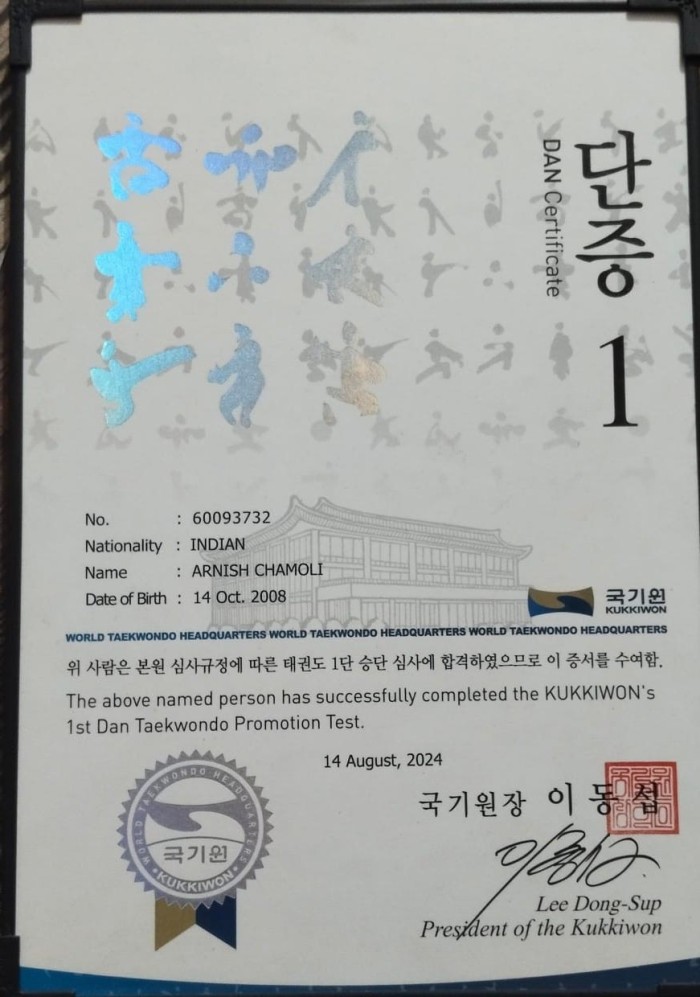 단증
DAN Certificate
1
No. : 60093732
Nationality : INDIAN
Name : ARNISH CHAMOLI
Date of Birth : 14 Oct. 2008
국기원
KUKKIWON
WORLD TAEKWONDO HEADQUARTERS WORLD TAEKWONDO HEADQUARTERS WORLD TAEKWONDO HEADQUARTERS
위 사람은 본원 심사규정에 따른 태권도 1단 승단 심사에 합격하였으므로 이 증서를 수여함.
The above named person has successfully completed the KUKKIWON's
1st Dan Taekwondo Promotion Test.
14 August, 2024
국기원장 이 동 섭
Lee Dong-Sup
President of the Kukkiwon
WORLD TAEKWONDO HEADQUARTERS
국기원
KUKKIWON